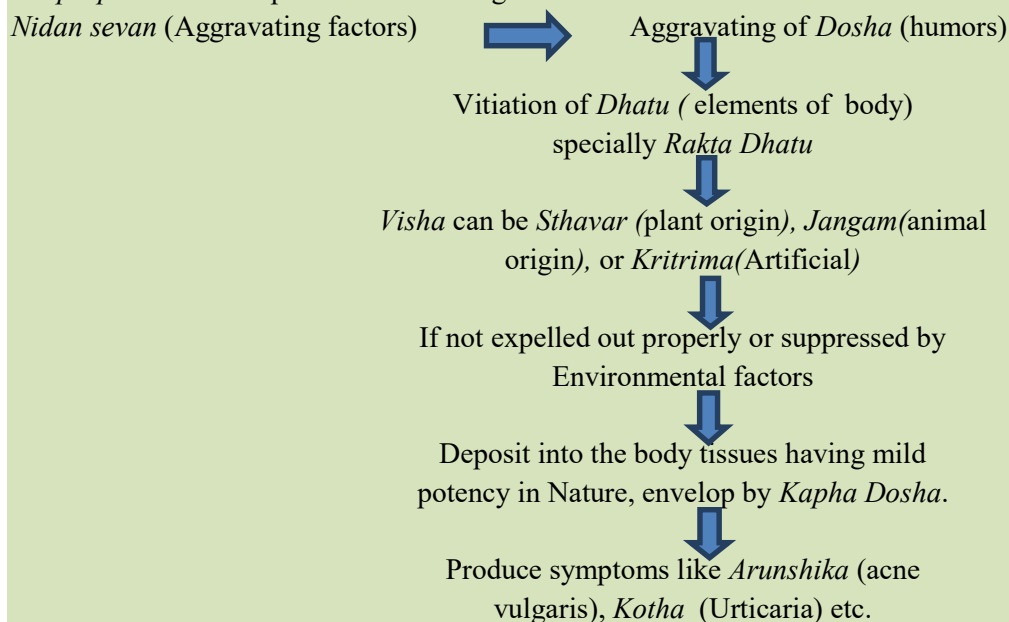 Nidan sevan (Aggravating factors) Aggravating of Dosha (humors)
Vitiation of Dhatu ( elements of body)
specially Rakta Dhatu
Visha can be Sthavar (plant origin), Jangam(animal
origin), or Kritrima(Artificial)
If not expelled out properly or suppressed by
Environmental factors
Deposit into the body tissues having mild
potency in Nature, envelop by Kapha Dosha.
Produce symptoms like Arunshika (acne
vulgaris), Kotha (Urticaria) etc.